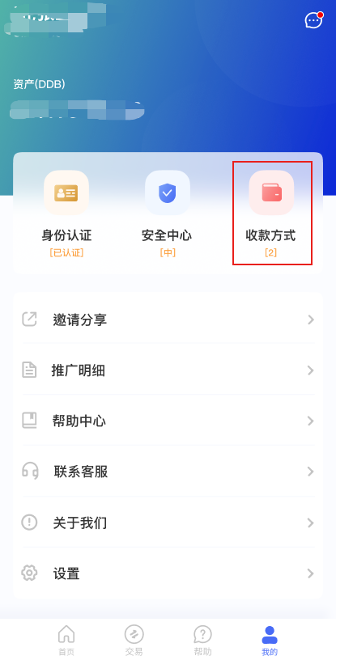 资产(DDB)
身份认证
安全中心
收款方式
[已认证]
[中]
[2]
邀请分享
推广明细
帮助中心
联系客服
关于我们
设置
首页
交易
帮助
我的